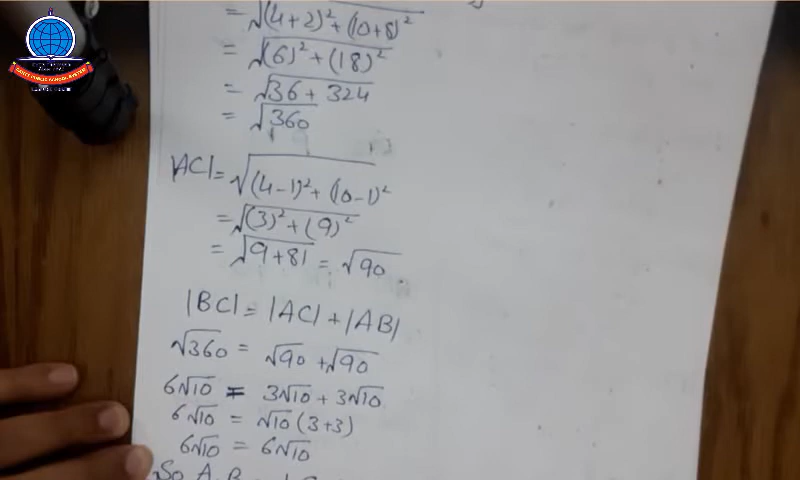 = √(4+2)² + (10+8)²
= √(6)² + (18)²
= √36 + 324
= √360
|AC| = √(4-1)² + (10-1)²
= √(3)² + (9)²
= √9+81 = √90
|BC| = |AC| + |AB|
√360 = √90 + √90
6√10 = 3√10 + 3√10
6√10 = √10 (3+3)
6√10 = 6√10
So A, B